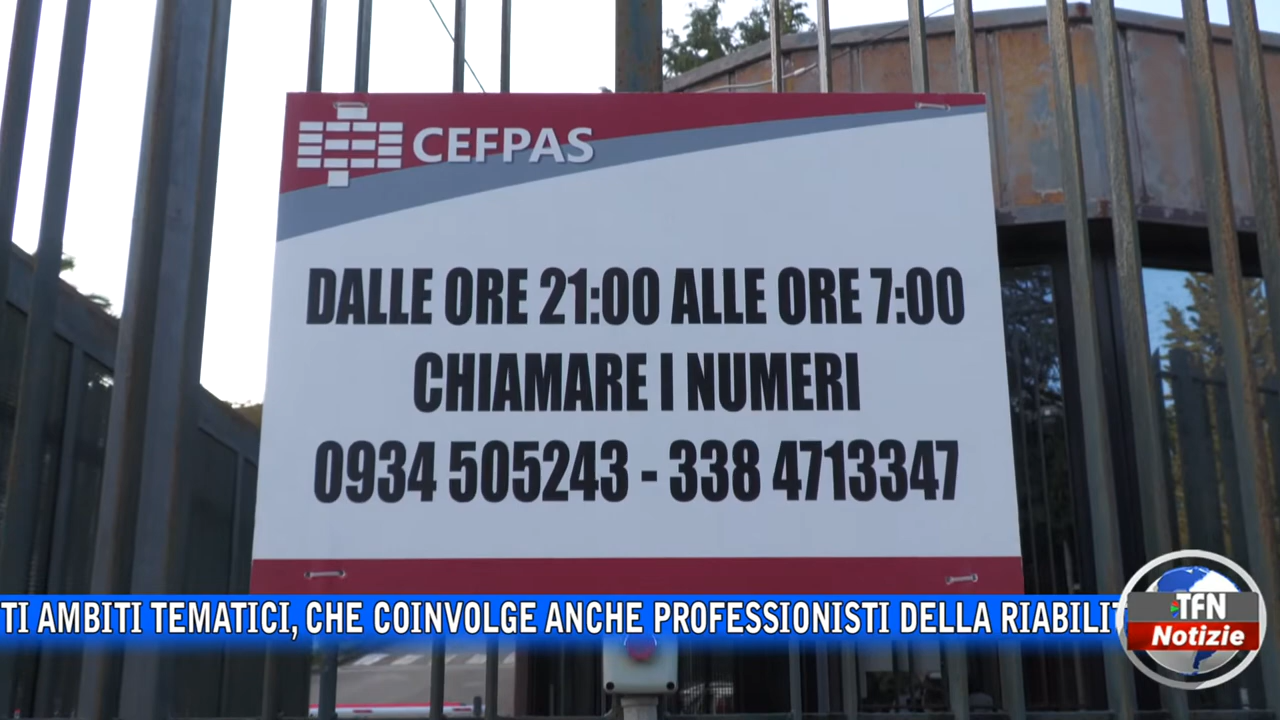 CEFPAS
DALLE ORE 21:00 ALLE ORE 7:00
CHIAMARE I NUMERI
0934 505243 - 338 4713347
TI AMBITI TEMATICI, CHE COINVOLGE ANCHE PROFESSIONISTI DELLA RIABILIT
TFN
Notizie